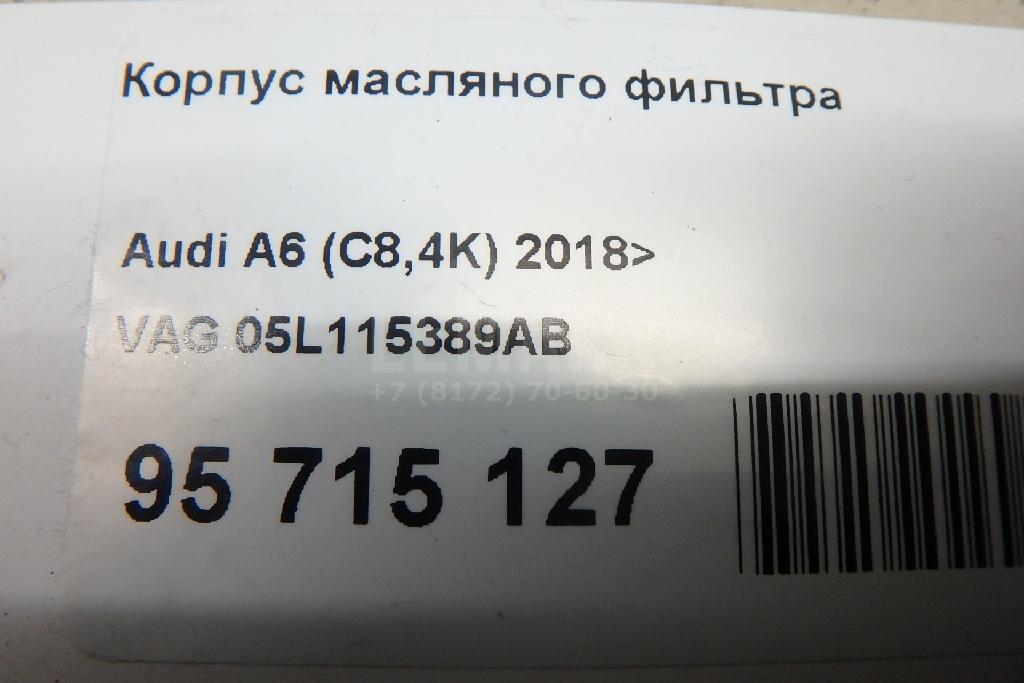 Корпус масляного фильтра
Audi A6 (C8,4K) 2018>
VAG 05L115389AB
+7 (8172) 70-60-30
95 715 127